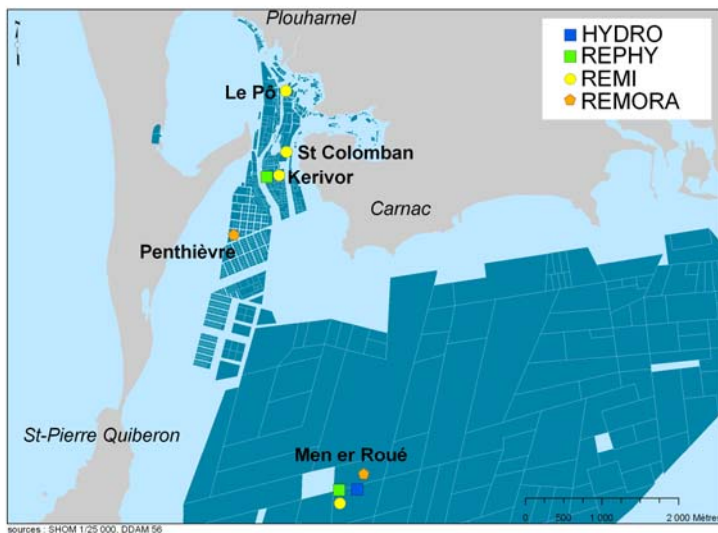 Plouharnel
HYDRO
REPHY
REMI
REMORA
Le Pô
St Colomban
Kerivor
Carnac
Penthièvre
St-Pierre Quiberon
Men er Roué
0 500 1 000 2 000 Mètres
sources : SHOM 1/25 000, DDAM 56